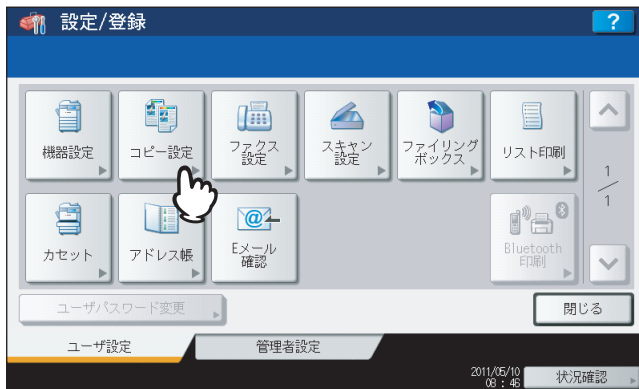 設定/登録
?
機器設定
コピー設定
ファクス
設定
スキャン
設定
ファイリング
ボックス
リスト印刷
1
1
カセット
アドレス帳
Eメール
確認
Bluetooth
印刷
ユーザパスワード変更
閉じる
ユーザ設定
管理者設定
2011/05/10
08 : 46
状況確認